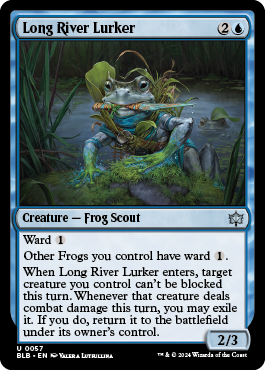 Long River Lurker 2
Creature — Frog Scout
Ward 1
Other Frogs you control have ward 1.
When Long River Lurker enters, target
creature you control can't be blocked
this turn. Whenever that creature deals
combat damage this turn, you may exile
it. If you do, return it to the battlefield
under its owner's control.
2/3
U 0057
BLB • EN Valera Lutfullina
™ & © 2024 Wizards of the Coast